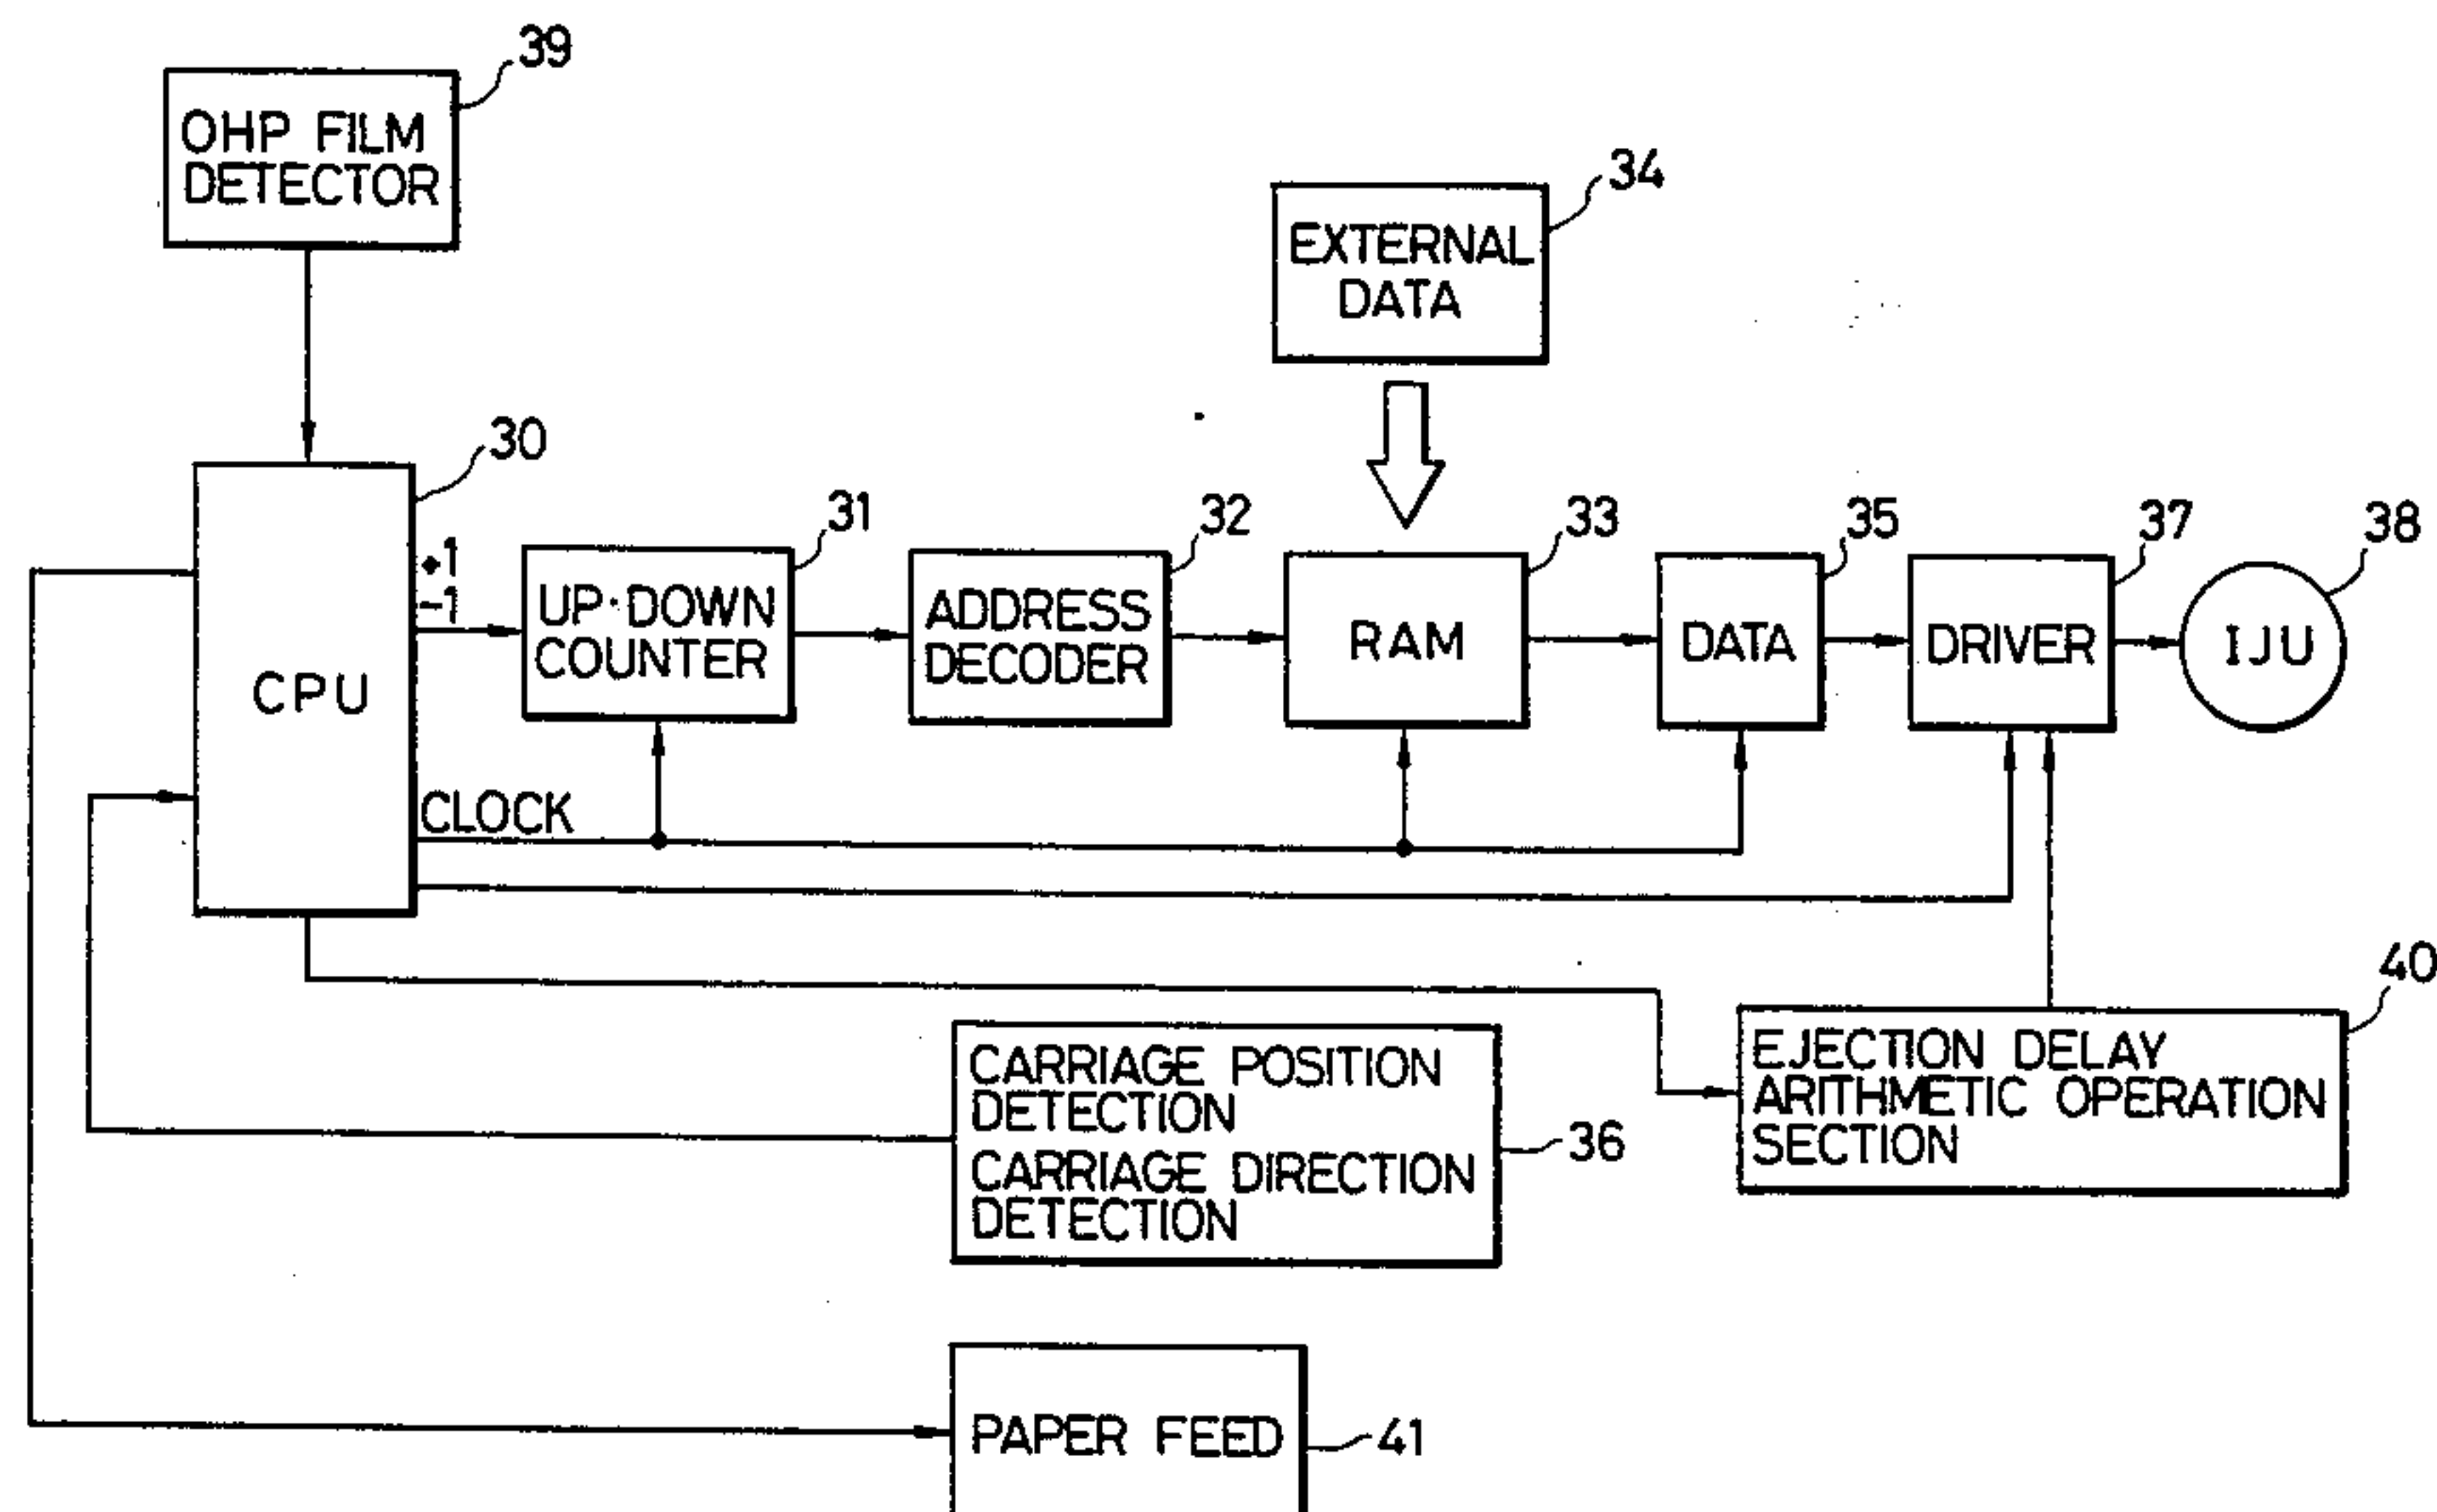 39
OHP FILM
DETECTOR
34
EXTERNAL
DATA
30
CPU
+1
-1
31
UP·DOWN
COUNTER
32
ADDRESS
DECODER
33
RAM
35
DATA
37
DRIVER
38
IJU
CLOCK
40
EJECTION DELAY
ARITHMETIC OPERATION
SECTION
CARRIAGE POSITION
DETECTION
CARRIAGE DIRECTION
DETECTION
36
PAPER FEED
41